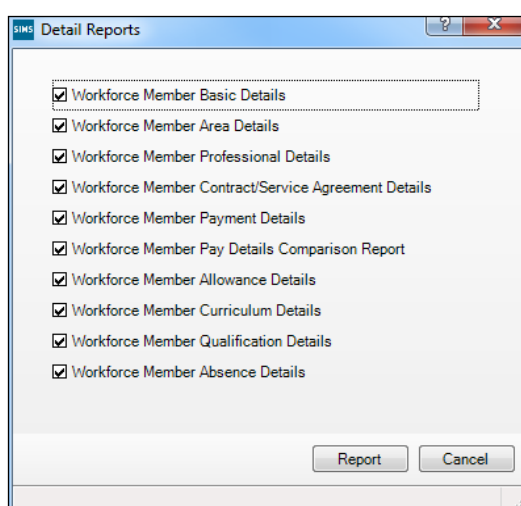 SIMS Detail Reports
Workforce Member Basic Details
Workforce Member Area Details
Workforce Member Professional Details
Workforce Member Contract/Service Agreement Details
Workforce Member Payment Details
Workforce Member Pay Details Comparison Report
Workforce Member Allowance Details
Workforce Member Curriculum Details
Workforce Member Qualification Details
Workforce Member Absence Details
Report Cancel